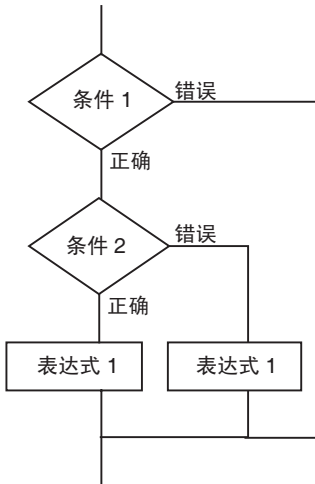 条件 1
错误
正确
条件 2
错误
正确
表达式 1
表达式 1